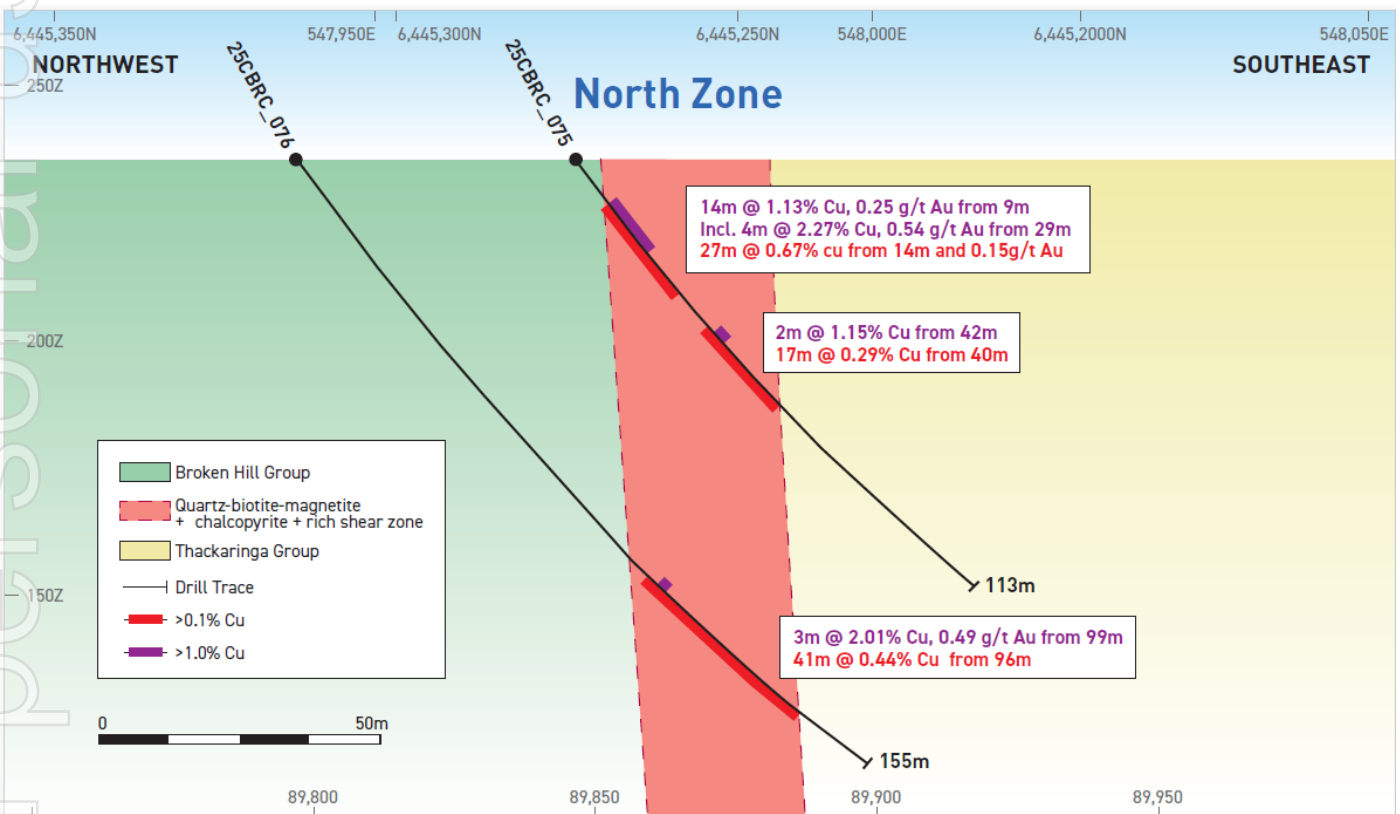 6,445,350N
547,950E
6,445,300N
6,445,250N
548,000E
6,445,2000N
548,050E
NORTHWEST
SOUTHEAST
250Z
25CBRC_076
25CBRC_075
North Zone
14m @ 1.13% Cu, 0.25 g/t Au from 9m
Incl. 4m @ 2.27% Cu, 0.54 g/t Au from 29m
27m @ 0.67% cu from 14m and 0.15g/t Au
200Z
2m @ 1.15% Cu from 42m
17m @ 0.29% Cu from 40m
Broken Hill Group
Quartz-biotite-magnetite
+ chalcopyrite + rich shear zone
Thackaringa Group
Drill Trace
>0.1% Cu
>1.0% Cu
150Z
113m
3m @ 2.01% Cu, 0.49 g/t Au from 99m
41m @ 0.44% Cu from 96m
0 50m
155m
89,800
89,850
89,900
89,950